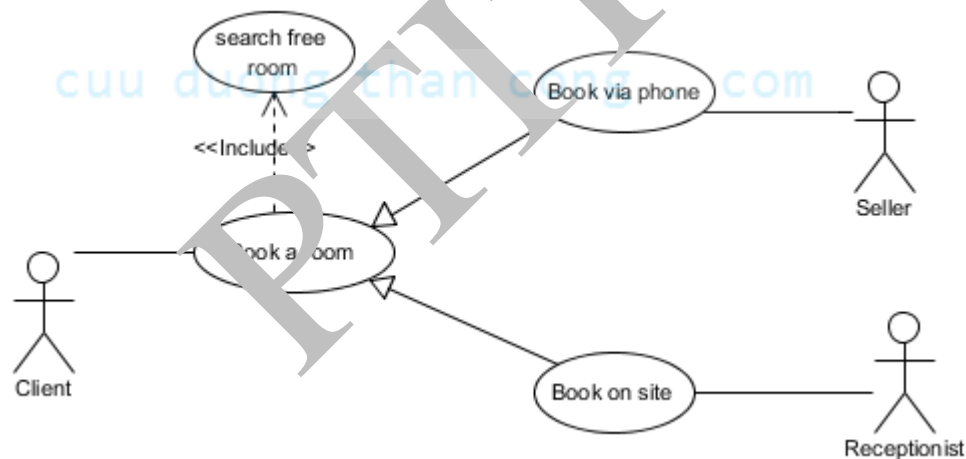 search free
room
cuu duong than cong . com
Book via phone
<<Include>>
Seller
Book a room
Client
Book on site
Receptionist
PTIT